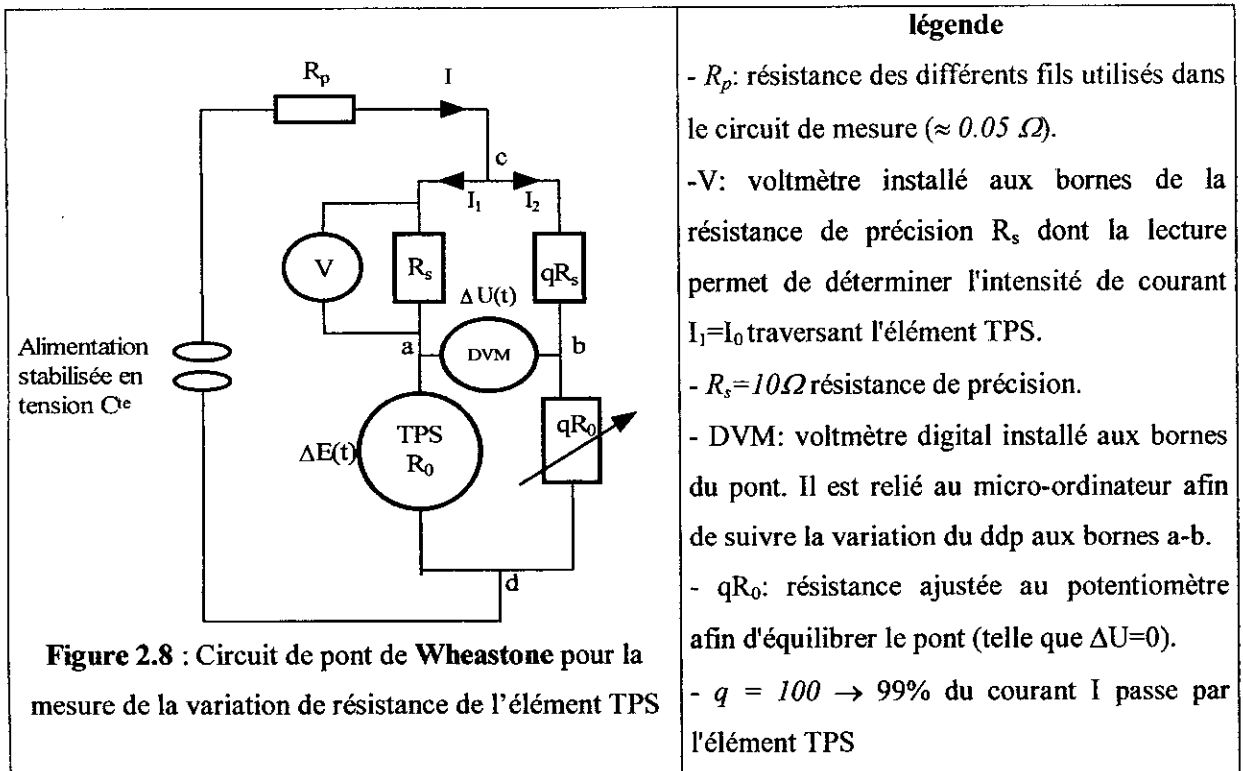 R_p
I
c
I₁
I₂
V
R_s
qR_s
ΔU(t)
a
DVM
b
Alimentation
stabilisée en
tension Cᵗᵉ
ΔE(t)
TPS
R₀
qR₀
d
Figure 2.8 : Circuit de pont de Wheastone pour la
mesure de la variation de résistance de l'élément TPS
légende
- R_p: résistance des différents fils utilisés dans
le circuit de mesure (≈ 0.05 Ω).
-V: voltmètre installé aux bornes de la
résistance de précision R_s dont la lecture
permet de déterminer l'intensité de courant
I₁=I₀ traversant l'élément TPS.
- R_s=10Ω résistance de précision.
- DVM: voltmètre digital installé aux bornes
du pont. Il est relié au micro-ordinateur afin
de suivre la variation du ddp aux bornes a-b.
- qR₀: résistance ajustée au potentiomètre
afin d'équilibrer le pont (telle que ΔU=0).
- q = 100 → 99% du courant I passe par
l'élément TPS